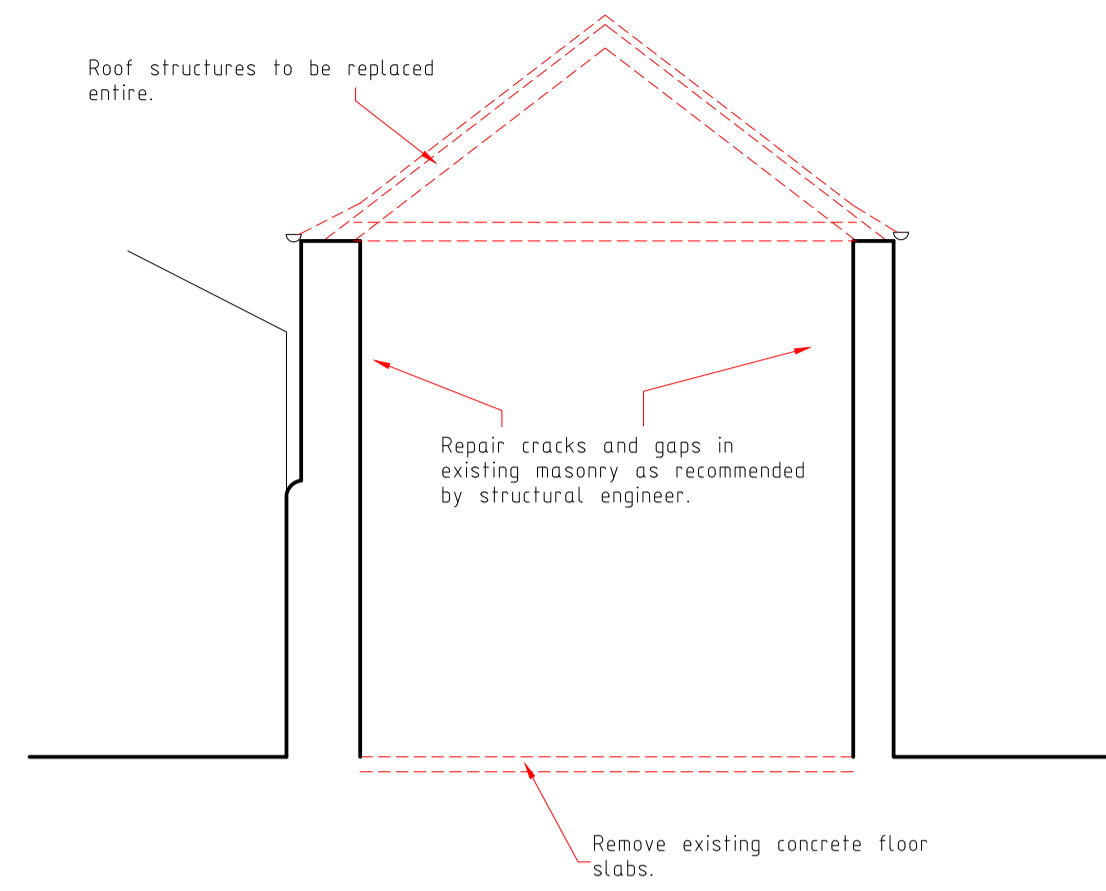 Roof structures to be replaced
entire.
Repair cracks and gaps in
existing masonry as recommended
by structural engineer.
Remove existing concrete floor
slabs.